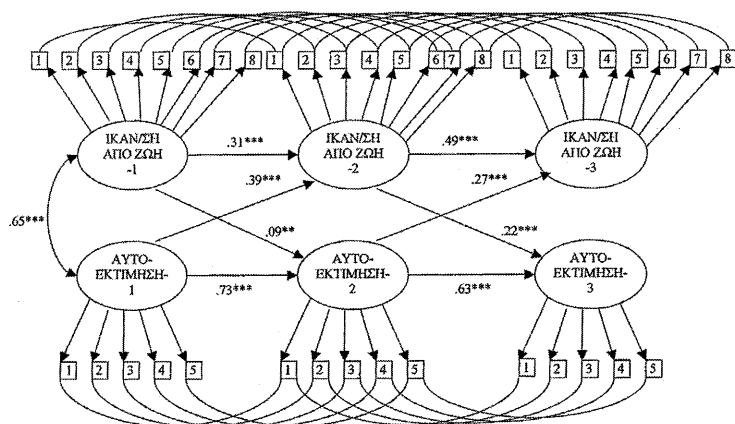 1 2 3 4 5 6 7 8 1 2 3 4 5 6 7 8 1 2 3 4 5 6 7 8
ΙΚΑΝ/ΣΗ
ΑΠΟ ΖΩΗ
-1
.31***
ΙΚΑΝ/ΣΗ
ΑΠΟ ΖΩΗ
-2
.49***
ΙΚΑΝ/ΣΗ
ΑΠΟ ΖΩΗ
-3
.39***
.27***
.65***
.09**
.22***
ΑΥΤΟ-
ΕΚΤΙΜΗΣΗ-
1
.73***
ΑΥΤΟ-
ΕΚΤΙΜΗΣΗ-
2
.63***
ΑΥΤΟ-
ΕΚΤΙΜΗΣΗ-
3
1 2 3 4 5 1 2 3 4 5 1 2 3 4 5